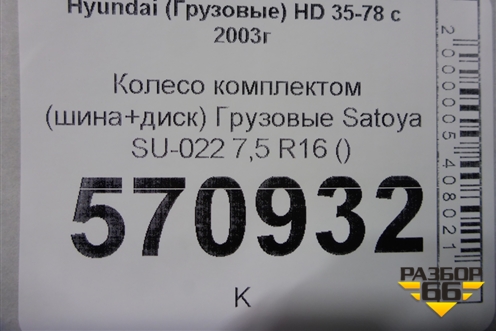 Hyundai (Грузовые) HD 35-78 с
2003г
Колесо комплектом
(шина+диск) Грузовые Satoya
SU-022 7,5 R16 ()
570932
К
2000005408021
РАЗБОР
66